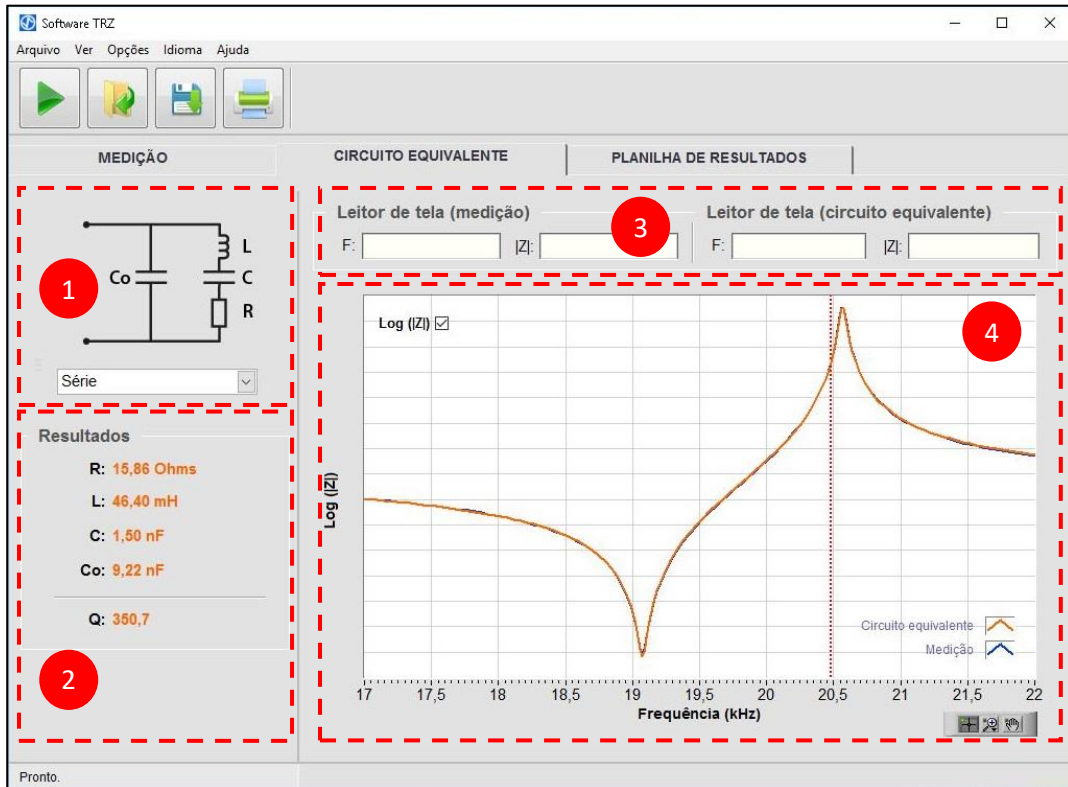 Software TRZ
Arquivo Ver Opções Idioma Ajuda
MEDIÇÃO CIRCUITO EQUIVALENTE PLANILHA DE RESULTADOS
1
Co
L
C
R
Série
Resultados
R: 15,86 Ohms
L: 46,40 mH
C: 1,50 nF
Co: 9,22 nF
Q: 350,7
2
Leitor de tela (medição) Leitor de tela (circuito equivalente)
F: |Z|: F: |Z|:
3
Log (|Z|)
4
Log (|Z|)
Circuito equivalente
Medição
17 17,5 18 18,5 19 19,5 20 20,5 21 21,5 22
Frequência (kHz)
Pronto.